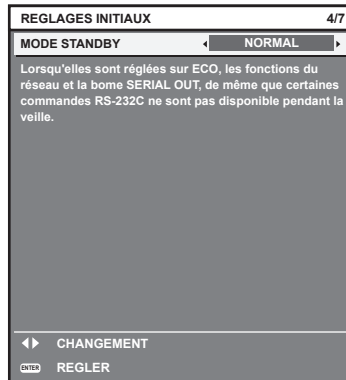 REGLAGES INITIAUX 4/7
MODE STANDBY NORMAL
Lorsqu'elles sont réglées sur ECO, les fonctions du
réseau et la bome SERIAL OUT, de même que certaines
commandes RS-232C ne sont pas disponible pendant la
veille.
CHANGEMENT
ENTER REGLER